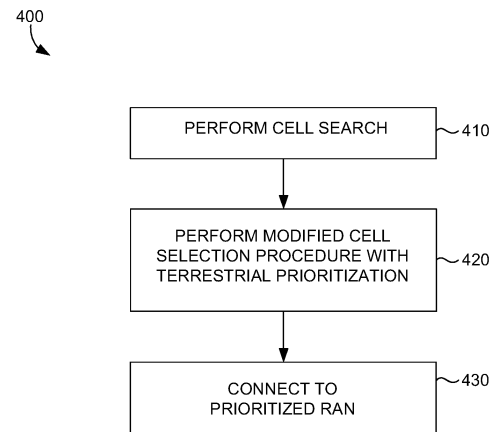 400
PERFORM CELL SEARCH
410
PERFORM MODIFIED CELL
SELECTION PROCEDURE WITH
TERRESTRIAL PRIORITIZATION
420
CONNECT TO
PRIORITIZED RAN
430